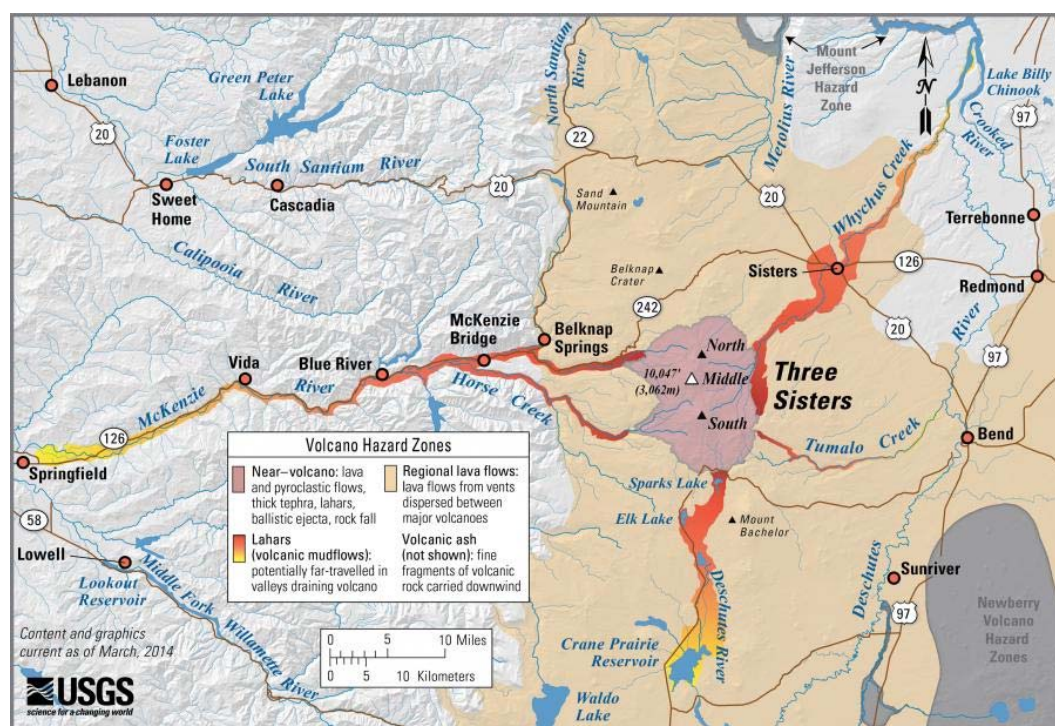 Lebanon
Green Peter
Lake
North Santiam
River
Mount
Jefferson
Hazard
Zone
Metolius River
N
Lake Billy
Chinook
97
Crooked
River
20
22
Foster
Lake
South Santiam River
20
20
Whychus Creek
Sweet
Home
Cascadia
Sand
Mountain
Terrebonne
Calipooia
River
Belknap
Crater
Sisters
126
Redmond
242
20
97
River
McKenzie
Bridge
Belknap
Springs
Vida
Blue River
North
10,047'
(3,062m)
Middle
South
Three
Sisters
McKenzie
River
Horse
Creek
126
Springfield
Tumalo Creek
Bend
Volcano Hazard Zones
Near–volcano: lava
and pyroclastic flows,
thick tephra, lahars,
ballistic ejecta, rock fall
Regional lava flows:
lava flows from vents
dispersed between
major volcanoes
Lahars
(volcanic mudflows):
potentially far-travelled in
valleys draining volcano
Volcanic ash
(not shown): fine
fragments of volcanic
rock carried downwind
Sparks Lake
Elk Lake
Mount
Bachelor
58
Lowell
Lookout
Reservoir
Middle Fork
Willamette River
Deschutes
River
Deschutes
Sunriver
97
Newberry
Volcano
Hazard
Zones
Crane Prairie
Reservoir
Waldo
Lake
0 5 10 Miles
0 5 10 Kilometers
Content and graphics
current as of March, 2014
USGS
science for a changing world